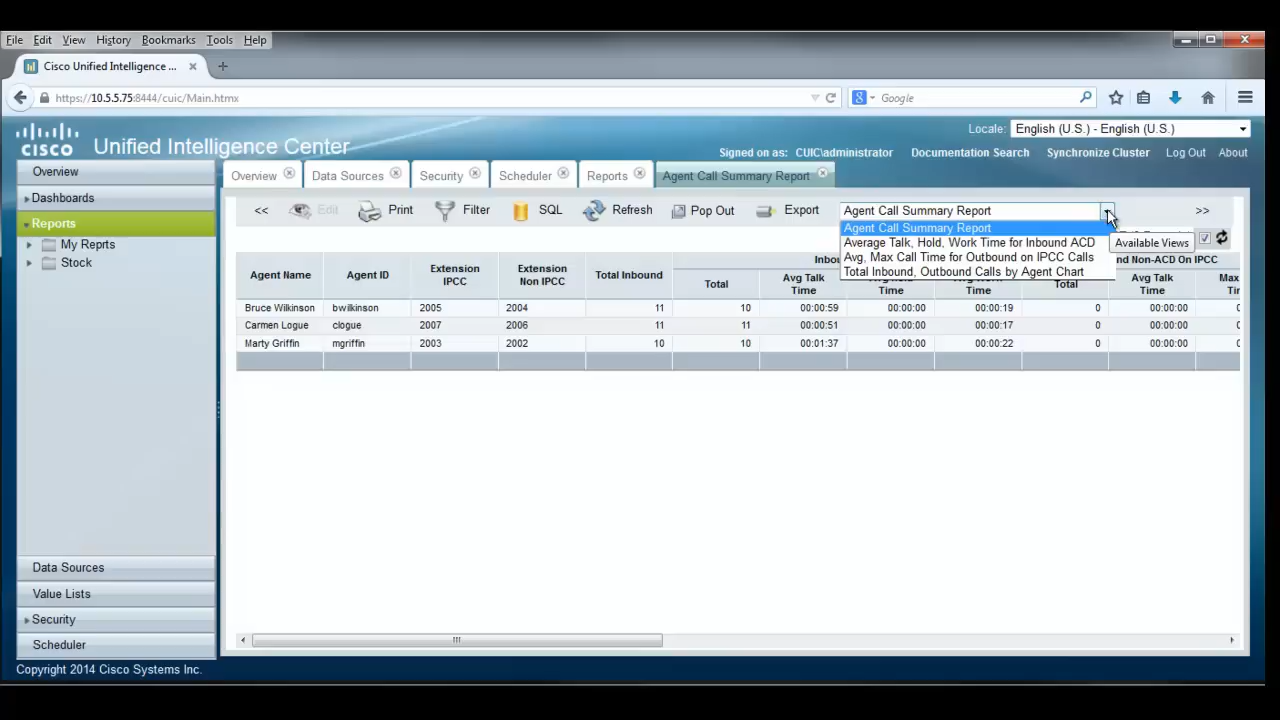 File Edit View History Bookmarks Tools Help
Cisco Unified Intelligence ...
https://10.5.5.75:8444/cuic/Main.htmx
Google
Locale: English (U.S.) - English (U.S.)
cisco Unified Intelligence Center
Signed on as: CUIC\administrator Documentation Search Synchronize Cluster Log Out About
Overview
Dashboards
Reports
My Reprts
Stock
Data Sources
Value Lists
Security
Scheduler
Overview Data Sources Security Scheduler Reports Agent Call Summary Report
<< Edit Print Filter SQL Refresh Pop Out Export Agent Call Summary Report >>
Agent Call Summary Report
Average Talk, Hold, Work Time for Inbound ACD
Avg, Max Call Time for Outbound on IPCC Calls
Total Inbound, Outbound Calls by Agent Chart
Available Views
Non-ACD On IPCC
Agent Name Agent ID Extension IPCC Extension Non IPCC Total Inbound Total Avg Talk Time Time Time Total Avg Talk Time
Bruce Wilkinson bwilkinson 2005 2004 11 10 00:00:59 00:00:00 00:00:19 0 00:00:00
Carmen Logue clogue 2007 2006 11 11 00:00:51 00:00:00 00:00:17 0 00:00:00
Marty Griffin mgriffin 2003 2002 10 10 00:01:37 00:00:00 00:00:22 0 00:00:00
Copyright 2014 Cisco Systems Inc.